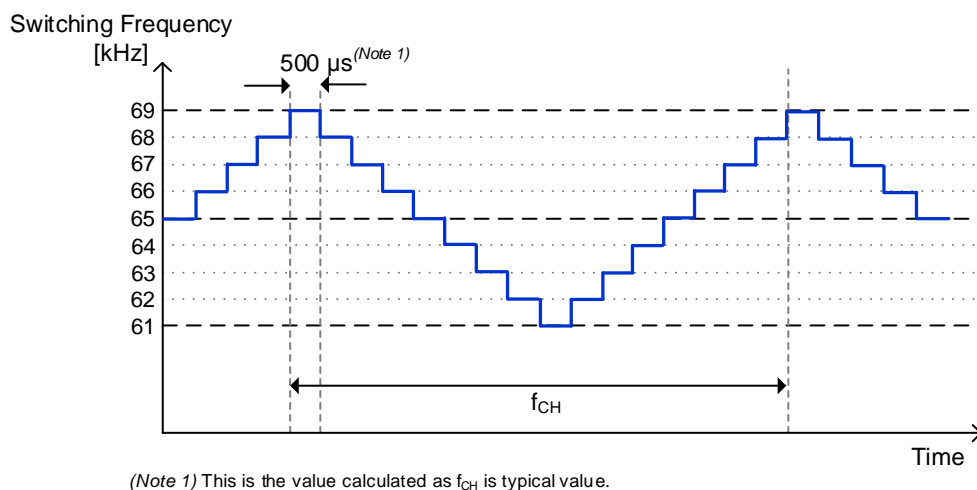 Switching Frequency
[kHz]
500 µs(Note 1)
69
68
67
66
65
64
63
62
61
fCH
Time
(Note 1) This is the value calculated as fCH is typical value.